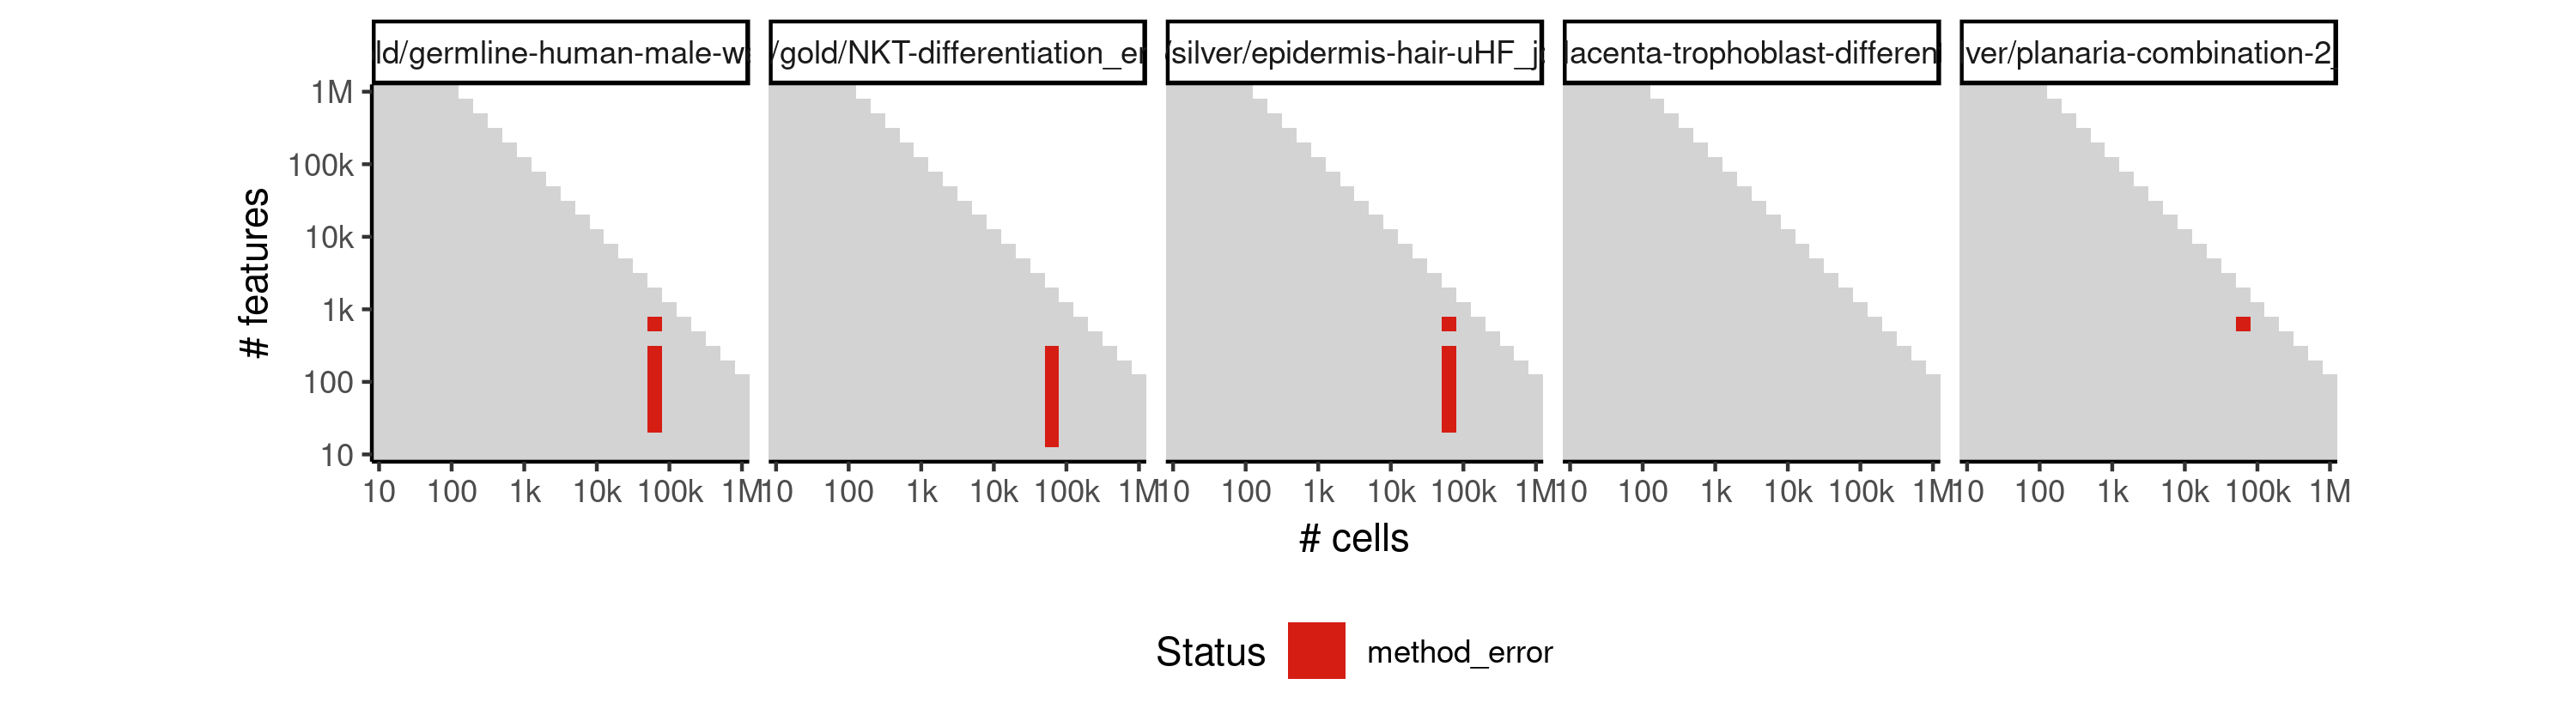 ld/germline-human-male-w
/gold/NKT-differentiation_er
/silver/epidermis-hair-uHF_j
lacenta-trophoblast-differen
ver/planaria-combination-2
1M
100k
10k
1k
100
10
# features
10 100 1k 10k 100k 1M 10 100 1k 10k 100k 1M 10 100 1k 10k 100k 1M 10 100 1k 10k 100k 1M 10 100 1k 10k 100k 1M
# cells
Status method_error